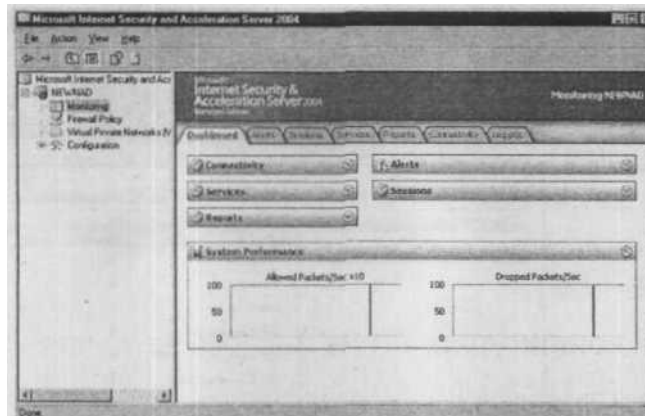 Microsoft Internet Security and Acceleration Server 2004
File Action View Help
Microsoft Internet Security and Acc
NEWNAD
Monitoring
Firewall Policy
Virtual Private Networks (V
Configuration
Microsoft
Internet Security &
Acceleration Server 2004
Monitoring NEWNAD
Dashboard Alerts Sessions Services Reports Connectivity Logging
Connectivity
Alerts
Services
Sessions
Reports
System Performance
Allowed Packets/Sec x10
100
50
0
Dropped Packets/Sec
100
50
0
Done